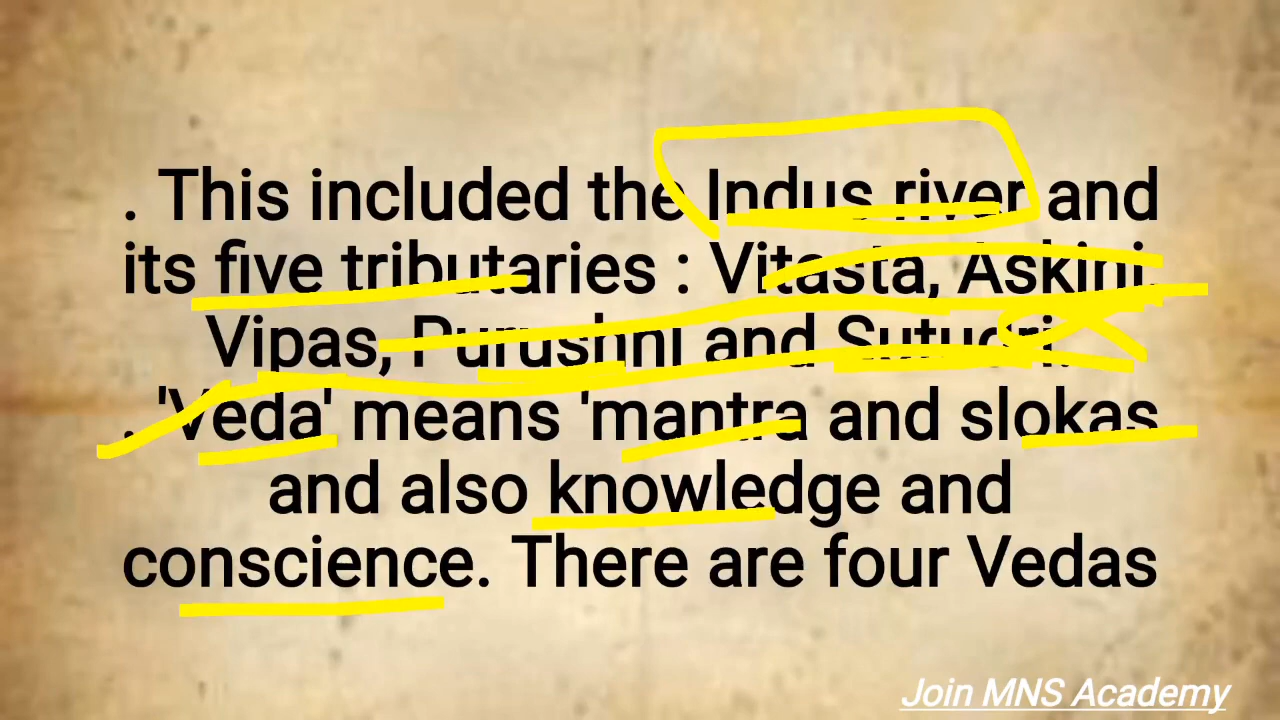 . This included the Indus river and
its five tributaries : Vitasta, Askini,
Vipas, Purushni and Sutudri.
. 'Veda' means 'mantra and slokas
and also knowledge and
conscience. There are four Vedas
Join MNS Academy